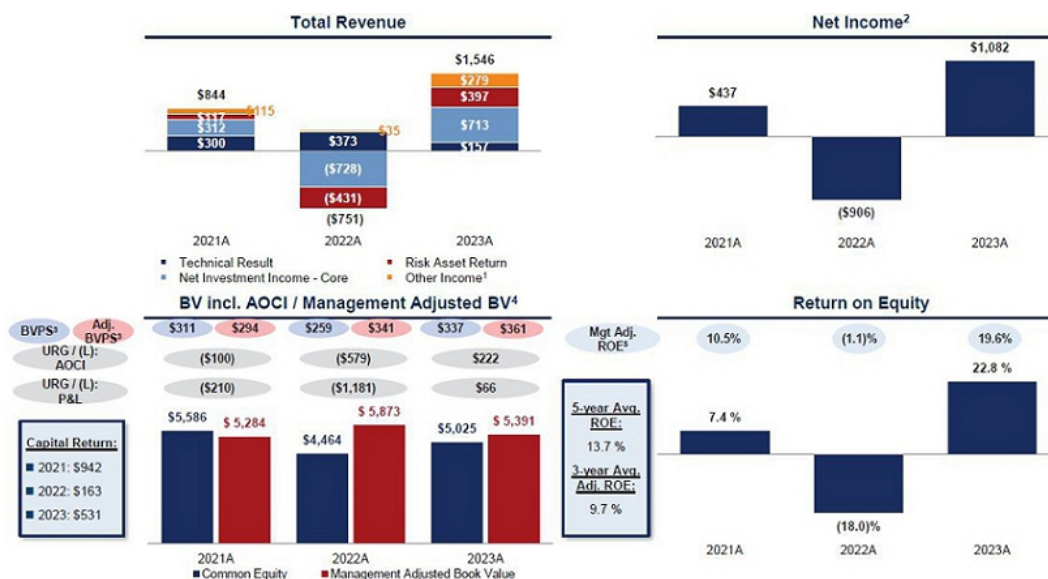 Total Revenue
$1,546
$279
$397
$713
$157
$844
$115
$117
$312
$300
$35
$373
($728)
($431)
($751)
2021A
2022A
2023A
Technical Result
Risk Asset Return
Net Investment Income - Core
Other Income¹
Net Income²
$1,082
$437
($906)
2021A
2022A
2023A
BV incl. AOCI / Management Adjusted BV⁴
BVPS³
Adj.
BVPS³
$311
$294
$259
$341
$337
$361
URG / (L):
AOCI
($100)
($579)
$222
URG / (L):
P&L
($210)
($1,181)
$66
Capital Return:
2021: $942
2022: $163
2023: $531
$5,586
$ 5,284
$4,464
$ 5,873
$5,025
$ 5,391
2021A
2022A
2023A
Common Equity
Management Adjusted Book Value
Return on Equity
Mgt Adj.
ROE⁵
10.5%
(1.1)%
19.6%
22.8 %
7.4 %
(18.0)%
5-year Avg.
ROE:
13.7 %
3-year Avg.
Adj. ROE:
9.7 %
2021A
2022A
2023A